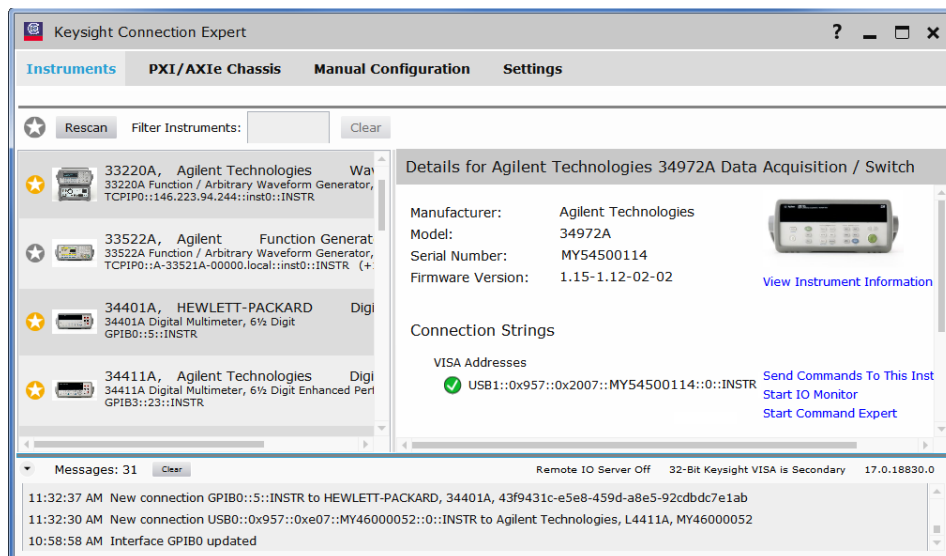 Keysight Connection Expert
?
Instruments PXI/AXIe Chassis Manual Configuration Settings
Rescan Filter Instruments: Clear
33220A, Agilent Technologies Wav
33220A Function / Arbitrary Waveform Generator,
TCPIP0::146.223.94.244::inst0::INSTR
33522A, Agilent Function Generat
33522A Function / Arbitrary Waveform Generator,
TCPIP0::A-33521A-00000.local::inst0::INSTR (+
34401A, HEWLETT-PACKARD Digi
34401A Digital Multimeter, 6½ Digit
GPIB0::5::INSTR
34411A, Agilent Technologies Digi
34411A Digital Multimeter, 6½ Digit Enhanced Perf
GPIB3::23::INSTR
Details for Agilent Technologies 34972A Data Acquisition / Switch
Manufacturer: Agilent Technologies
Model: 34972A
Serial Number: MY54500114
Firmware Version: 1.15-1.12-02-02
View Instrument Information
Connection Strings
VISA Addresses
USB1::0x957::0x2007::MY54500114::0::INSTR
Send Commands To This Inst
Start IO Monitor
Start Command Expert
Messages: 31 Clear Remote IO Server Off 32-Bit Keysight VISA is Secondary 17.0.18830.0
11:32:37 AM New connection GPIB0::5::INSTR to HEWLETT-PACKARD, 34401A, 43f9431c-e5e8-459d-a8e5-92cdbdc7e1ab
11:32:30 AM New connection USB0::0x957::0xe07::MY46000052::0::INSTR to Agilent Technologies, L4411A, MY46000052
10:58:58 AM Interface GPIB0 updated